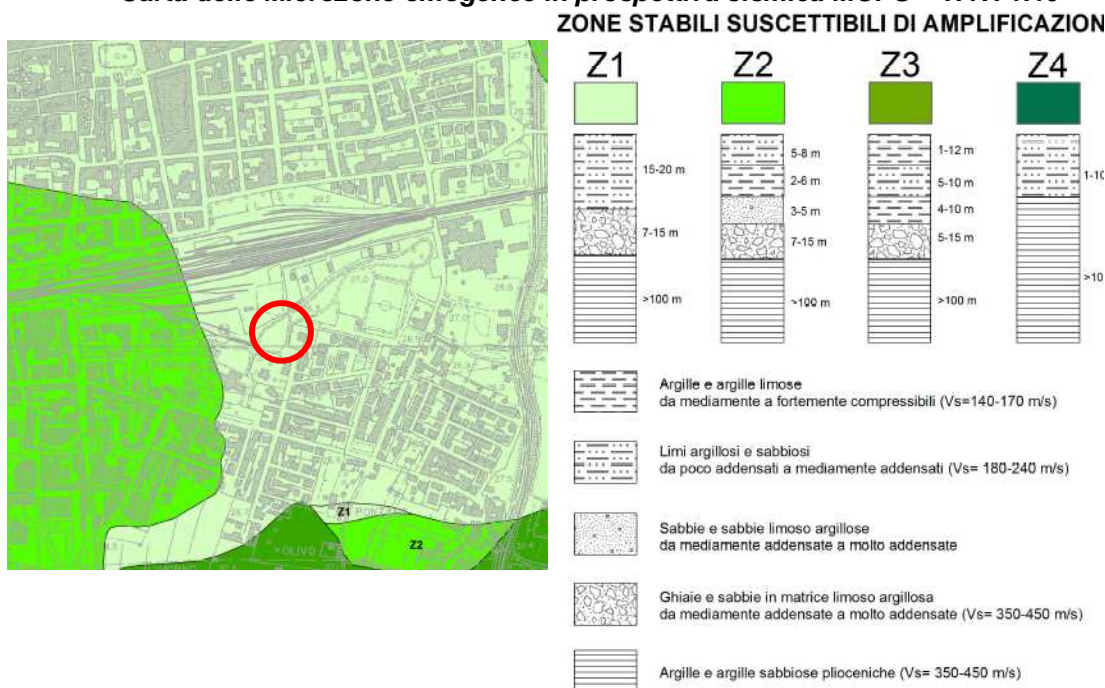 ZONE STABILI SUSCETTIBILI DI AMPLIFICAZION
Z1
Z2
Z3
Z4
15-20 m
7-15 m
>100 m
5-8 m
2-6 m
3-5 m
7-15 m
>100 m
1-12 m
5-10 m
4-10 m
5-15 m
>100 m
1-10
>10
Argille e argille limose
da mediamente a fortemente compressibili (Vs=140-170 m/s)
Limi argillosi e sabbiosi
da poco addensati a mediamente addensati (Vs= 180-240 m/s)
Sabbie e sabbie limoso argillose
da mediamente addensate a molto addensate
Ghiaie e sabbie in matrice limoso argillosa
da mediamente addensate a molto addensate (Vs= 350-450 m/s)
Argille e argille sabbiose plioceniche (Vs= 350-450 m/s)
Z1
Z2
OLIVO